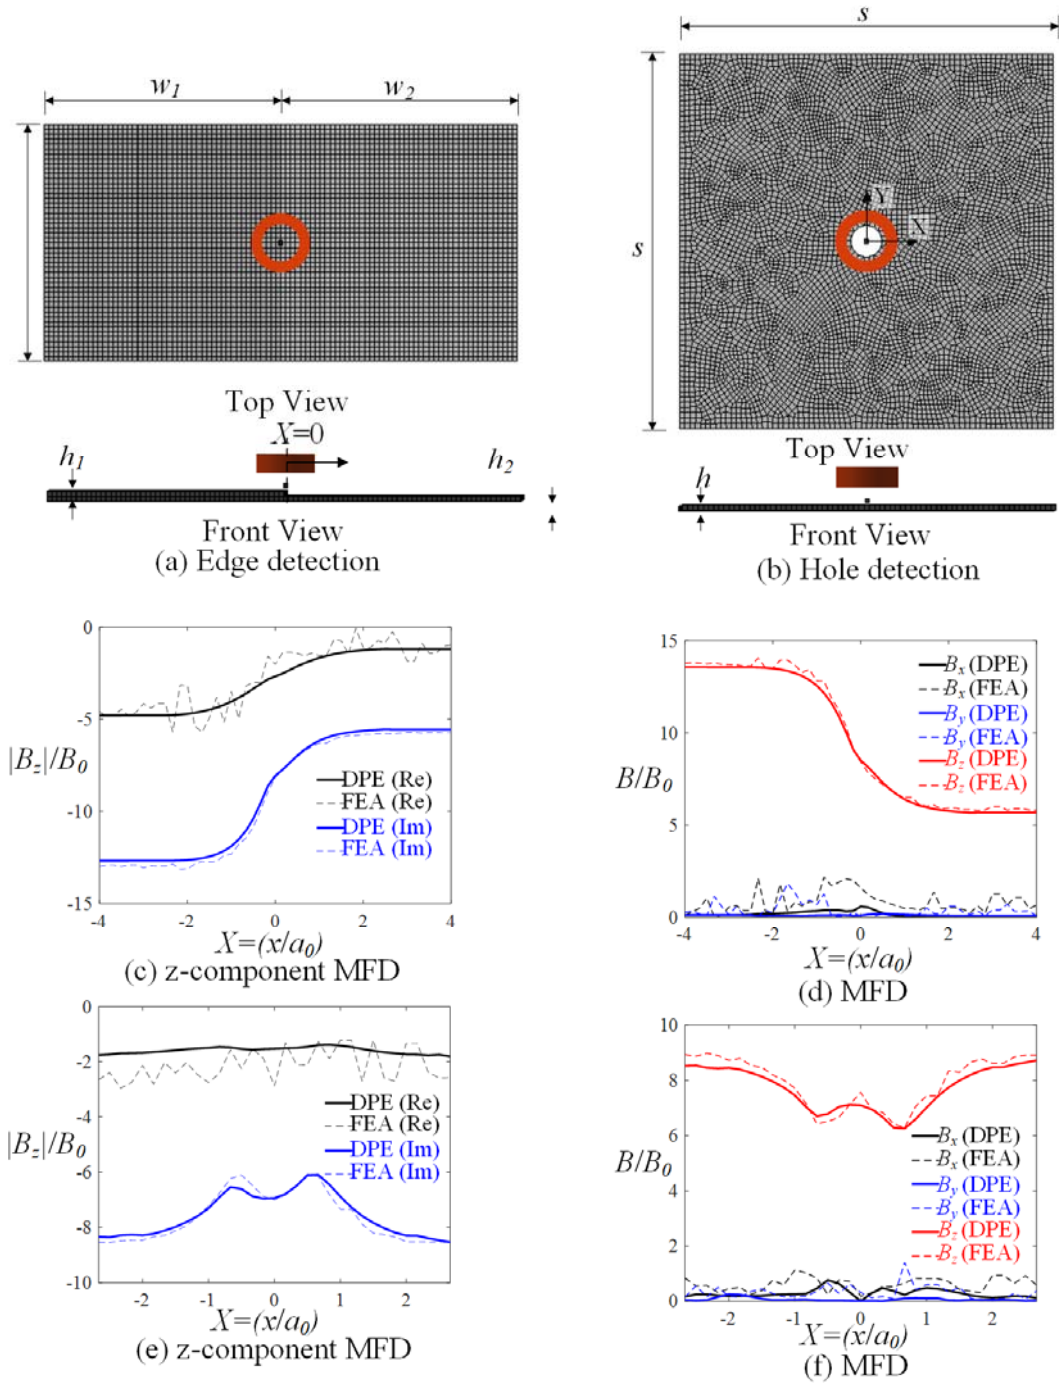 s
w1
w2
s
Y
X
Top View
X=0
h1
h2
Front View
(a) Edge detection
Top View
h
Front View
(b) Hole detection
0
-5
-10
-15
|Bz|/B0
DPE (Re)
FEA (Re)
DPE (Im)
FEA (Im)
-4
-2
0
2
4
X=(x/a0)
(c) z-component MFD
15
10
5
0
B/B0
Bx (DPE)
Bx (FEA)
By (DPE)
By (FEA)
Bz (DPE)
Bz (FEA)
-4
-2
0
2
4
X=(x/a0)
(d) MFD
0
-2
-4
-6
-8
-10
|Bz|/B0
DPE (Re)
FEA (Re)
DPE (Im)
FEA (Im)
-2
-1
0
1
2
X=(x/a0)
(e) z-component MFD
10
8
6
4
2
0
B/B0
Bx (DPE)
Bx (FEA)
By (DPE)
By (FEA)
Bz (DPE)
Bz (FEA)
-2
-1
0
1
2
X=(x/a0)
(f) MFD